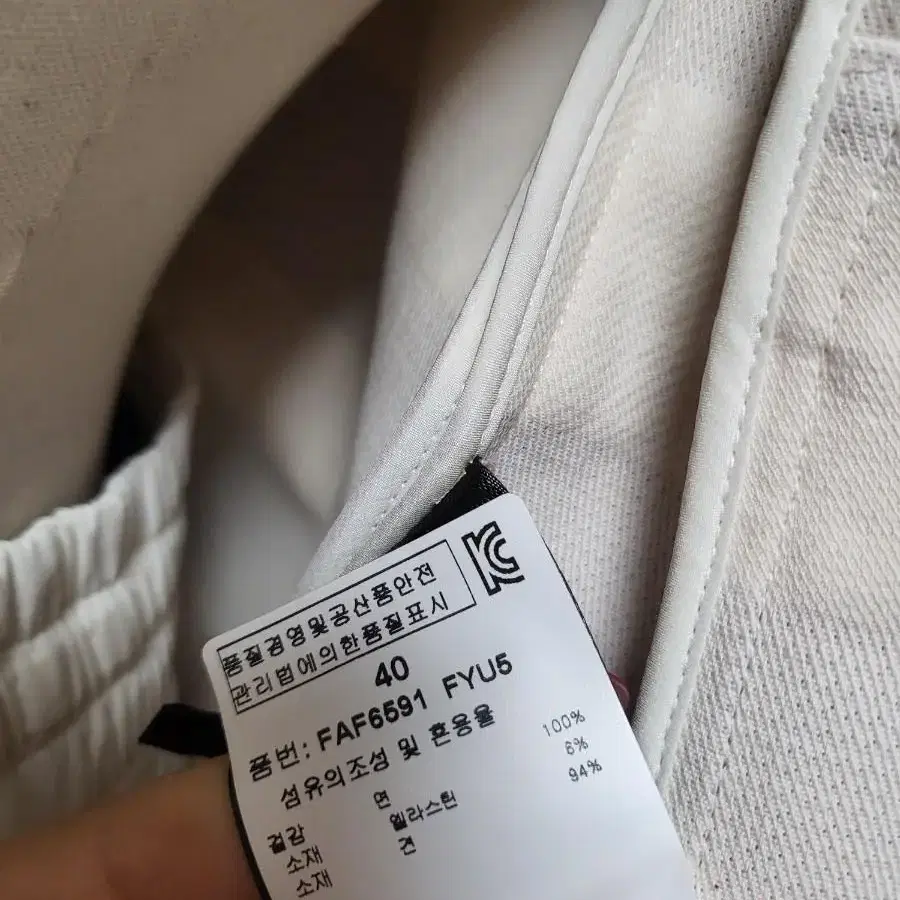 KC
품질경영및공산품안전
관리법에의한품질표시
40
품번: FAF6591 FYU5
섬유의조성 및 혼용율
겉감 면 100%
소재 엘라스틴 6%
소재 견 94%